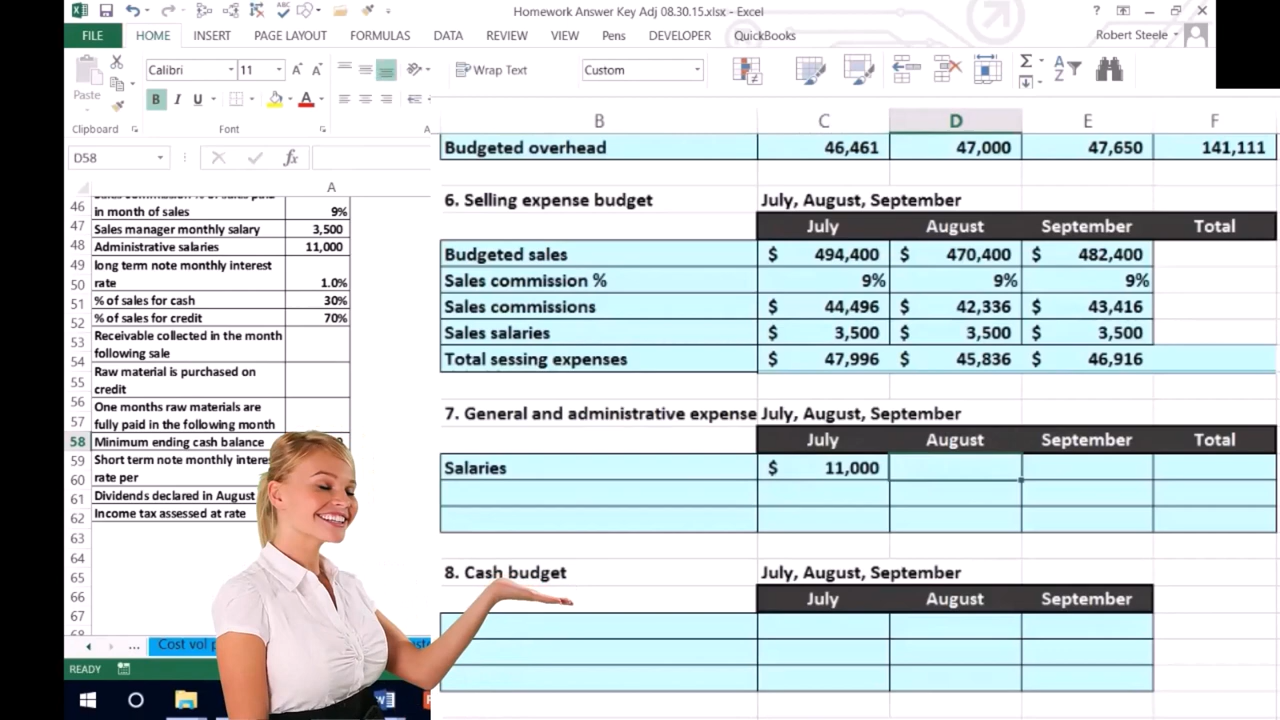 Homework Answer Key Adj 08.30.15.xlsx - Excel
FILE HOME INSERT PAGE LAYOUT FORMULAS DATA REVIEW VIEW Pens DEVELOPER QuickBooks Robert Steele
Calibri 11 Wrap Text Custom
Paste
B I U
Clipboard Font
D58 fx
A
46 in month of sales 9%
47 Sales manager monthly salary 3,500
48 Administrative salaries 11,000
49 long term note monthly interest
50 rate 1.0%
51 % of sales for cash 30%
52 % of sales for credit 70%
53 Receivable collected in the month
54 following sale
55 Raw material is purchased on
credit
56 One months raw materials are
57 fully paid in the following month
58 Minimum ending cash balance
59 Short term note monthly
60 rate per
61 Dividends declared in August
62 Income tax assessed at rate
63
64
65
66
67
68
Cost vol
READY
B C D E F
Budgeted overhead 46,461 47,000 47,650 141,111
6. Selling expense budget July, August, September
July August September Total
Budgeted sales $ 494,400 $ 470,400 $ 482,400
Sales commission % 9% 9% 9%
Sales commissions $ 44,496 $ 42,336 $ 43,416
Sales salaries $ 3,500 $ 3,500 $ 3,500
Total sessing expenses $ 47,996 $ 45,836 $ 46,916
7. General and administrative expense July, August, September
July August September Total
Salaries $ 11,000
8. Cash budget July, August, September
July August September